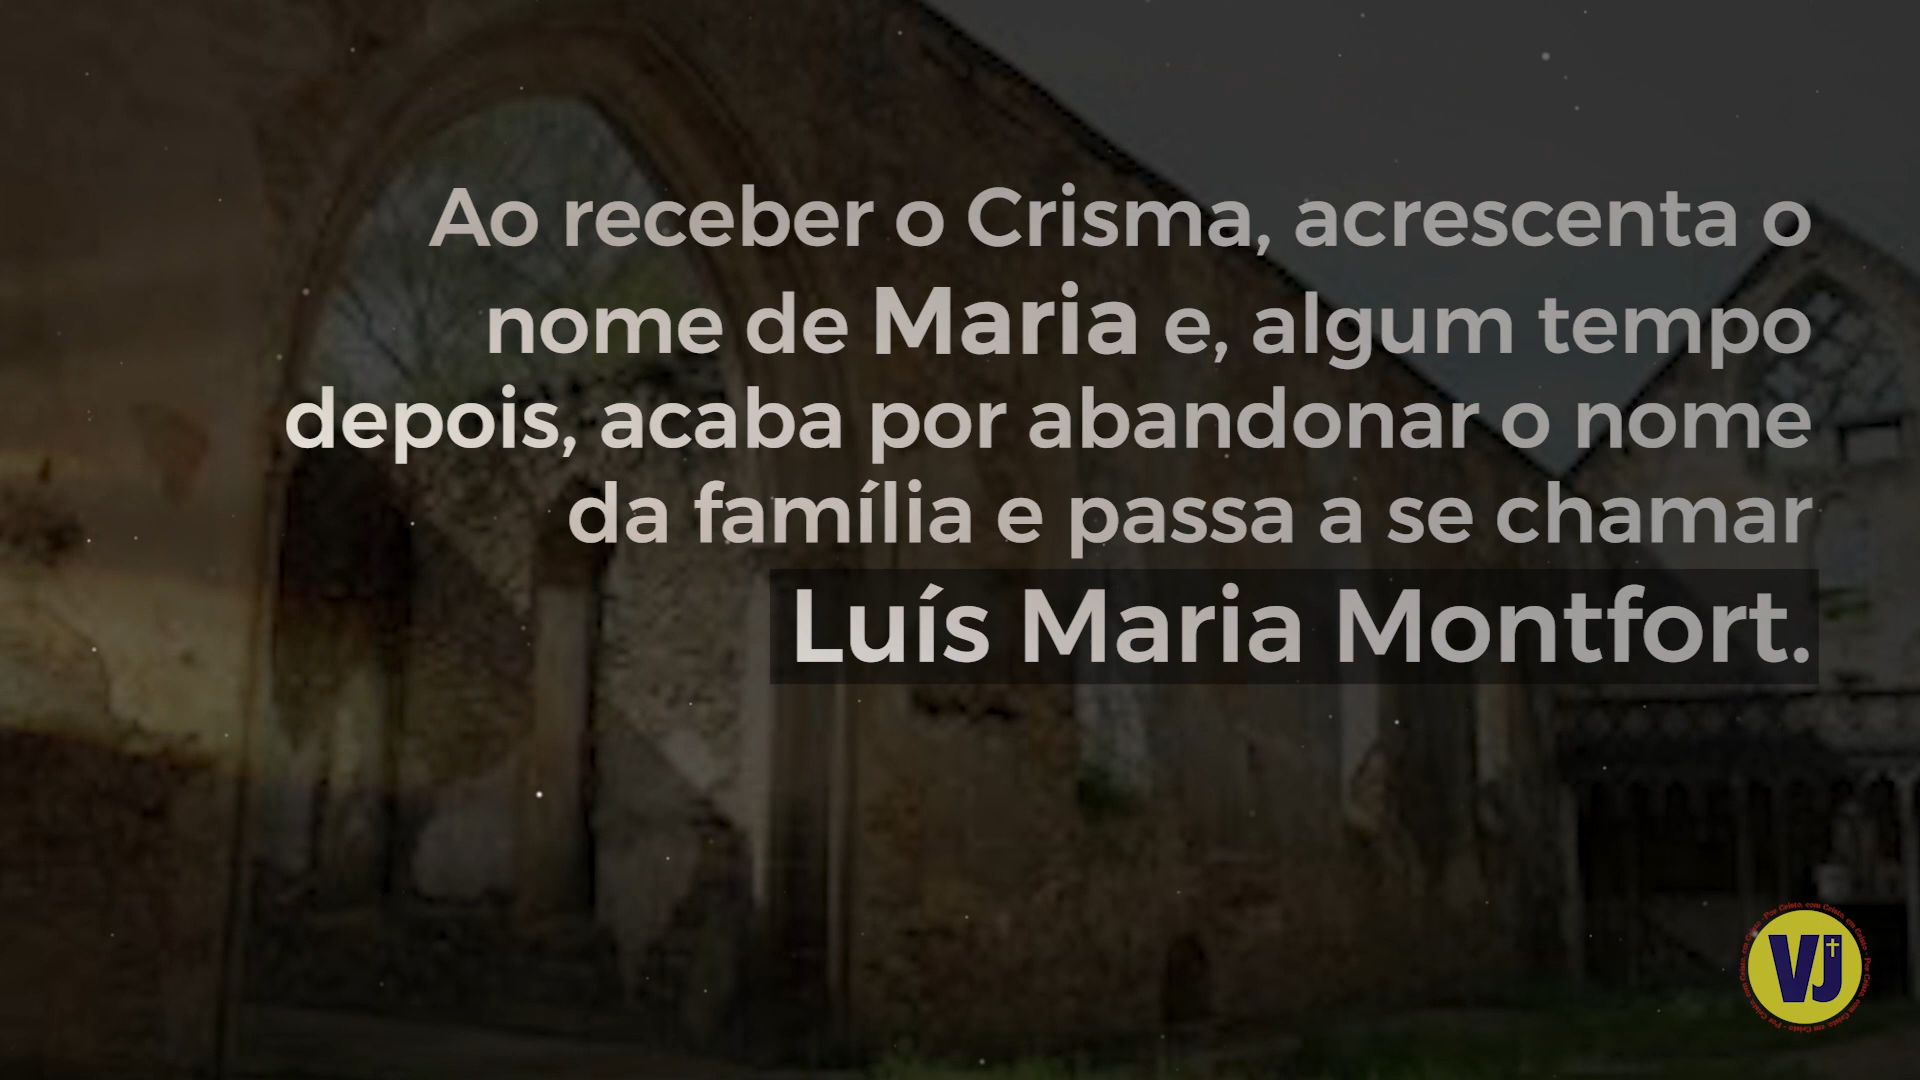 Ao receber o Crisma, acrescenta o
nome de Maria e, algum tempo
depois, acaba por abandonar o nome
da família e passa a se chamar
Luís Maria Montfort.
VJ